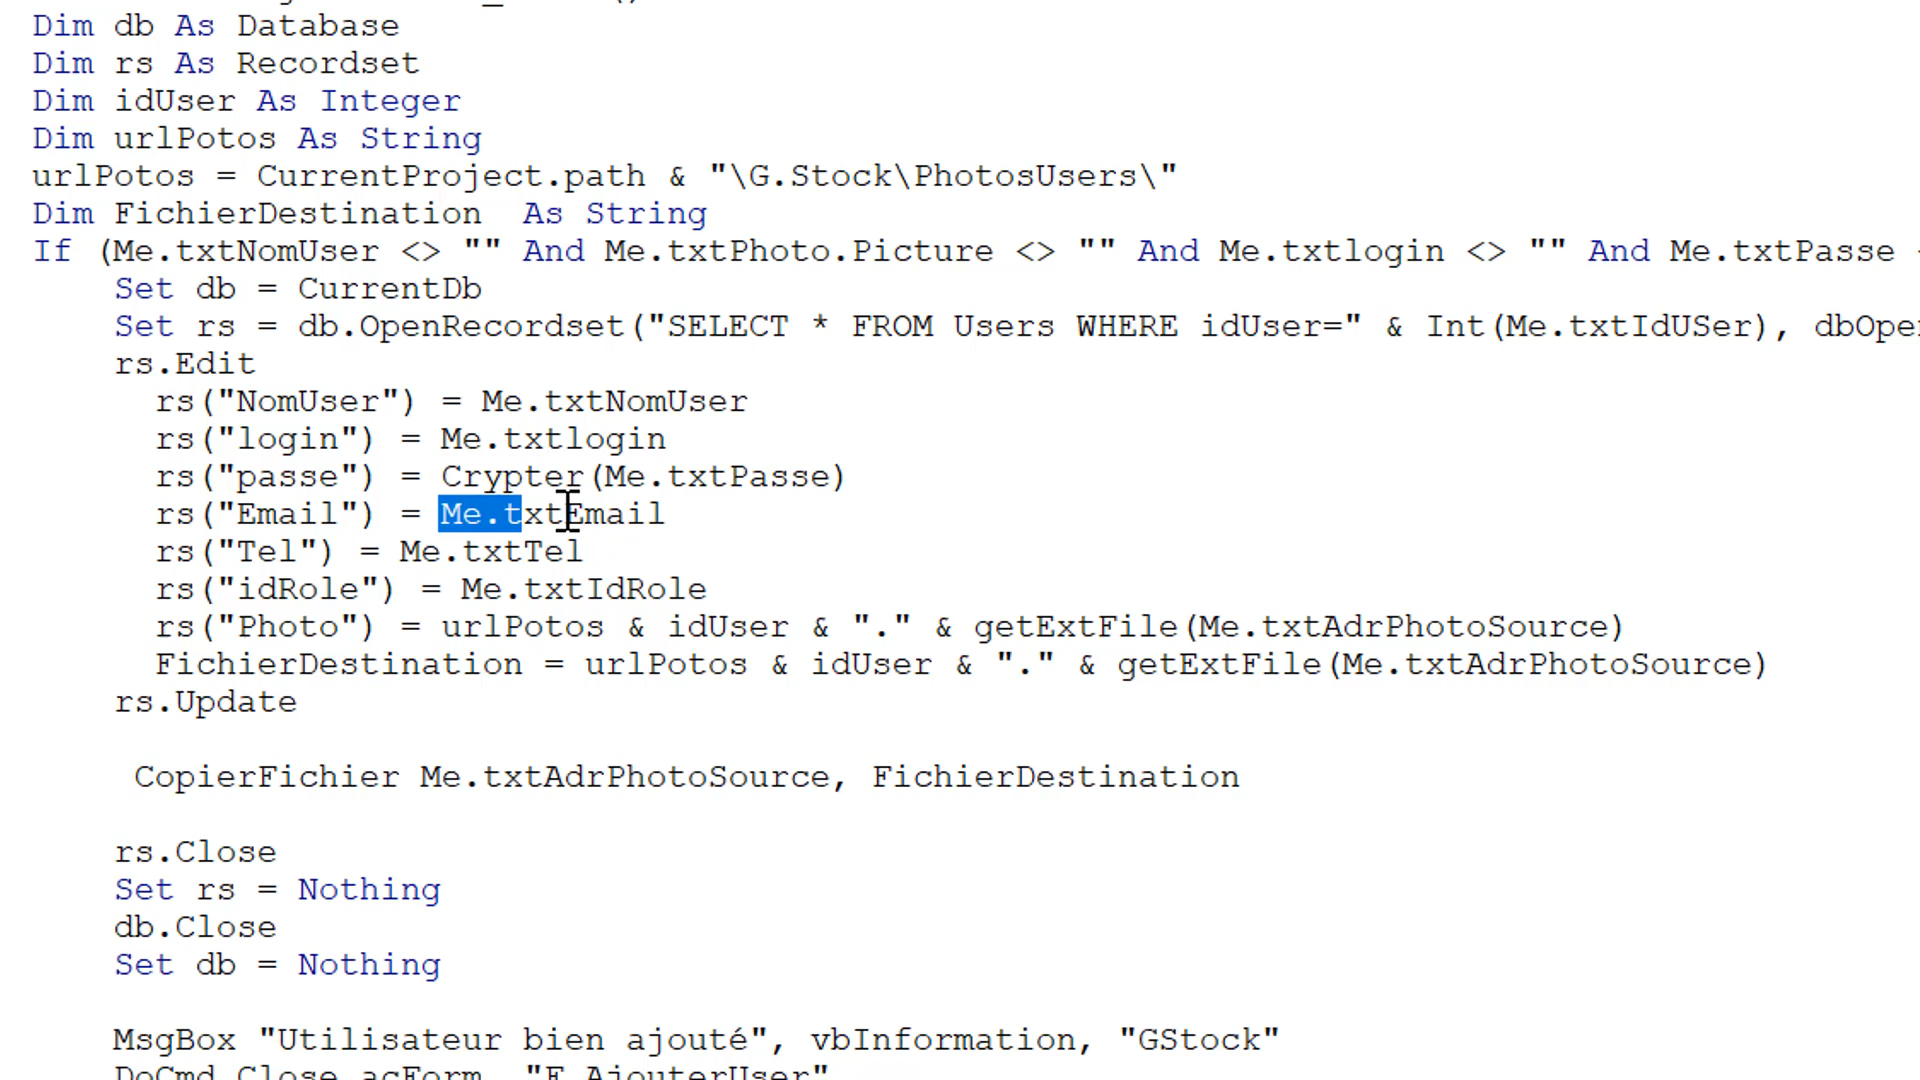 Dim db As Database
Dim rs As Recordset
Dim idUser As Integer
Dim urlPotos As String
urlPotos = CurrentProject.path & "\G.Stock\PhotosUsers\"
Dim FichierDestination  As String
If (Me.txtNomUser <> "" And Me.txtPhoto.Picture <> "" And Me.txtlogin <> "" And Me.txtPasse
    Set db = CurrentDb
    Set rs = db.OpenRecordset("SELECT * FROM Users WHERE idUser=" & Int(Me.txtIdUSer), dbOpe
    rs.Edit
      rs("NomUser") = Me.txtNomUser
      rs("login") = Me.txtlogin
      rs("passe") = Crypter(Me.txtPasse)
      rs("Email") = Me.txtEmail
      rs("Tel") = Me.txtTel
      rs("idRole") = Me.txtIdRole
      rs("Photo") = urlPotos & idUser & "." & getExtFile(Me.txtAdrPhotoSource)
      FichierDestination = urlPotos & idUser & "." & getExtFile(Me.txtAdrPhotoSource)
    rs.Update
     CopierFichier Me.txtAdrPhotoSource, FichierDestination
    rs.Close
    Set rs = Nothing
    db.Close
    Set db = Nothing
    MsgBox "Utilisateur bien ajouté", vbInformation, "GStock"
    DoCmd.Close acForm, "F_AjouterUser"